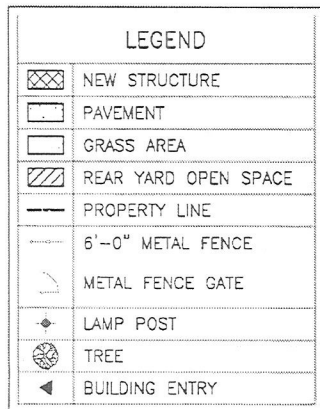 LEGEND
NEW STRUCTURE
PAVEMENT
GRASS AREA
REAR YARD OPEN SPACE
PROPERTY LINE
6'-0" METAL FENCE
METAL FENCE GATE
LAMP POST
TREE
BUILDING ENTRY